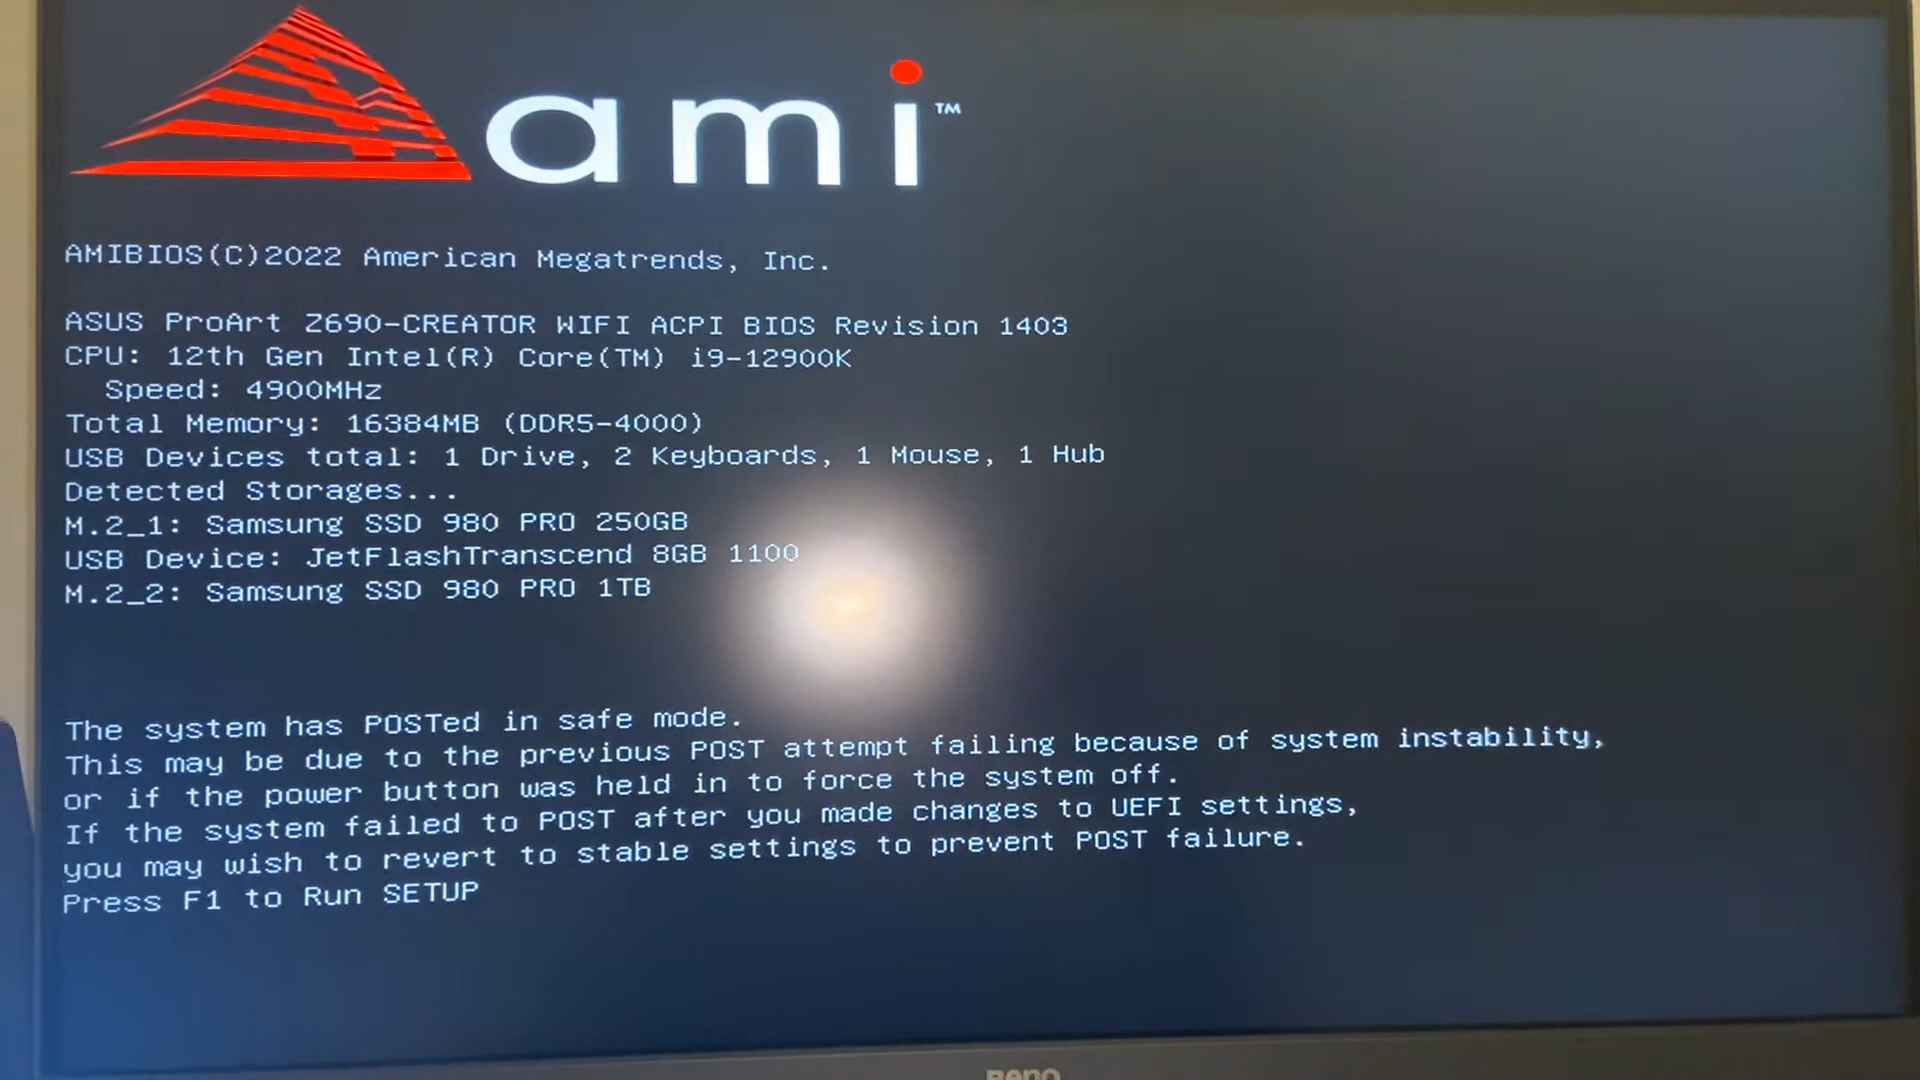 ami™
AMIBIOS(C)2022 American Megatrends, Inc.
ASUS ProArt Z690-CREATOR WIFI ACPI BIOS Revision 1403
CPU: 12th Gen Intel(R) Core(TM) i9-12900K
Speed: 4900MHz
Total Memory: 16384MB (DDR5-4000)
USB Devices total: 1 Drive, 2 Keyboards, 1 Mouse, 1 Hub
Detected Storages...
M.2_1: Samsung SSD 980 PRO 250GB
USB Device: JetFlashTranscend 8GB 1100
M.2_2: Samsung SSD 980 PRO 1TB
The system has POSTed in safe mode.
This may be due to the previous POST attempt failing because of system instability,
or if the power button was held in to force the system off.
If the system failed to POST after you made changes to UEFI settings,
you may wish to revert to stable settings to prevent POST failure.
Press F1 to Run SETUP
BenQ